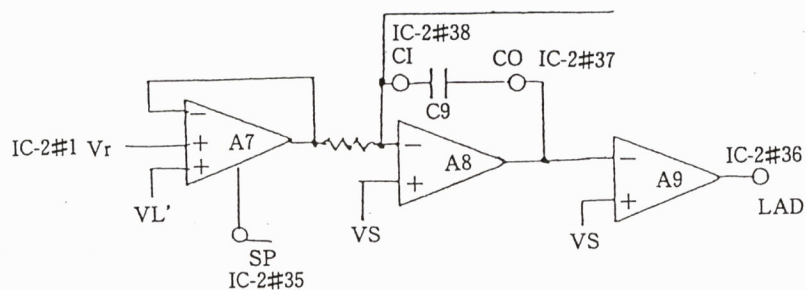 IC-2#38
CI
CO IC-2#37
C9
− A7
IC-2#1 Vr +
+
VL'
SP
IC-2#35
− A8
+
VS
− A9
+
VS
IC-2#36
LAD